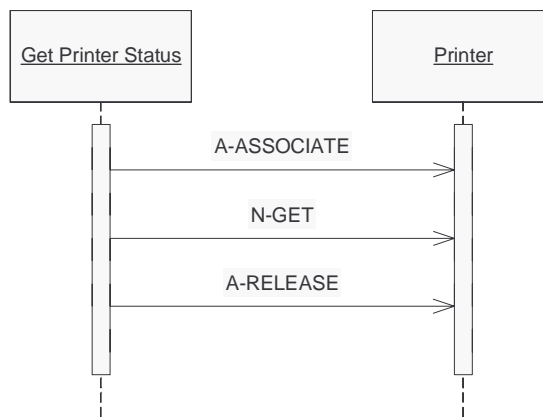 Get Printer Status
Printer
A-ASSOCIATE
N-GET
A-RELEASE